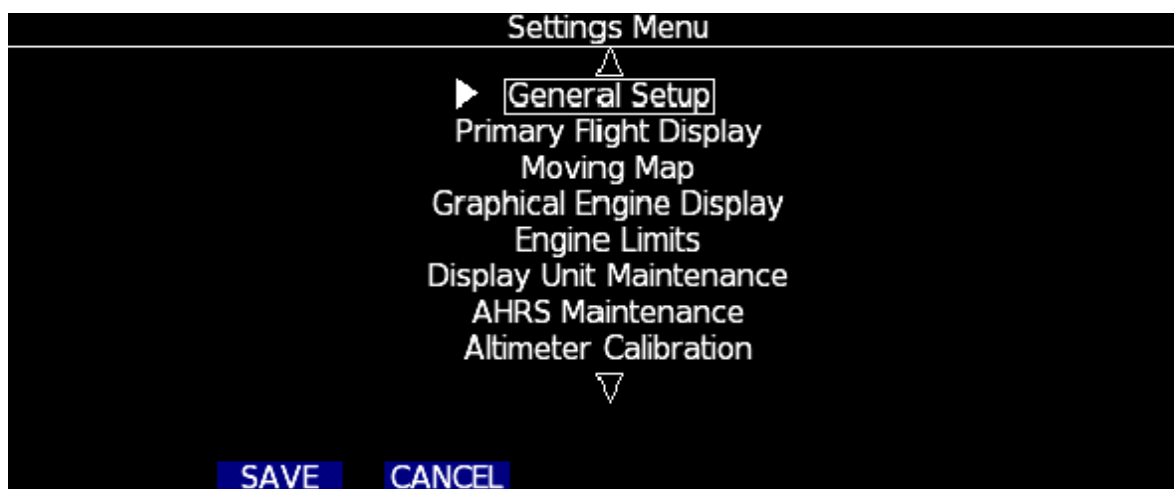 Settings Menu
General Setup
Primary Flight Display
Moving Map
Graphical Engine Display
Engine Limits
Display Unit Maintenance
AHRS Maintenance
Altimeter Calibration
SAVE CANCEL